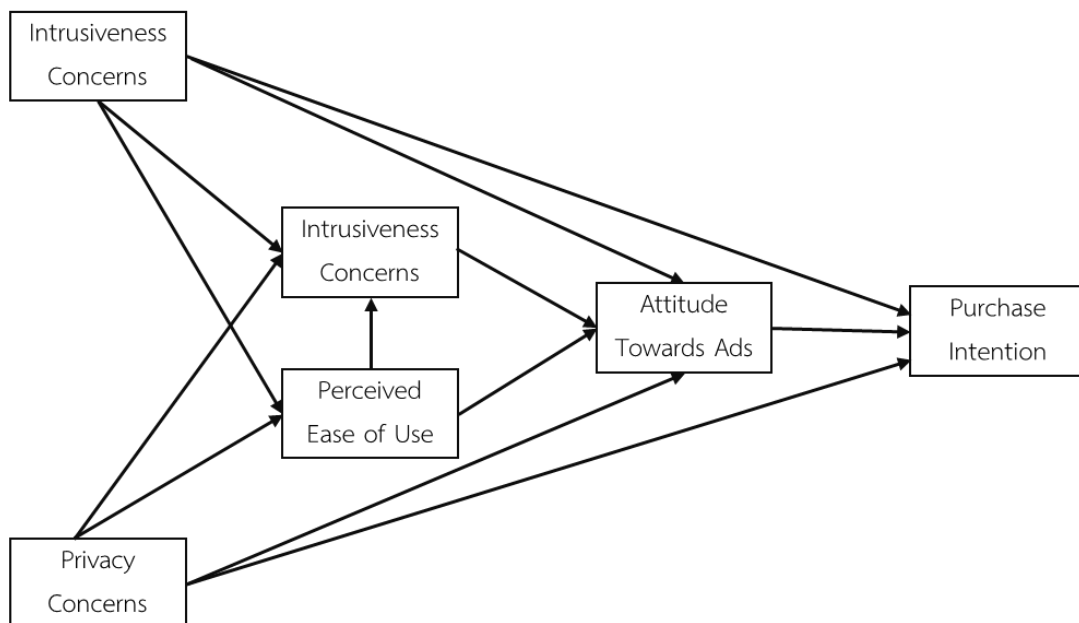 Intrusiveness
Concerns
Intrusiveness
Concerns
Attitude
Towards Ads
Purchase
Intention
Perceived
Ease of Use
Privacy
Concerns